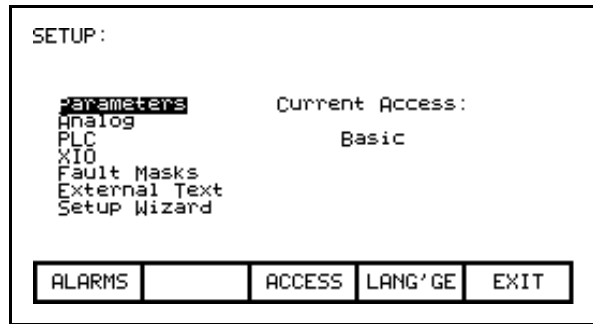 SETUP:
Parameters
Current Access:
Analog
PLC
Basic
XIO
Fault Masks
External Text
Setup Wizard
ALARMS ACCESS LANG'GE EXIT